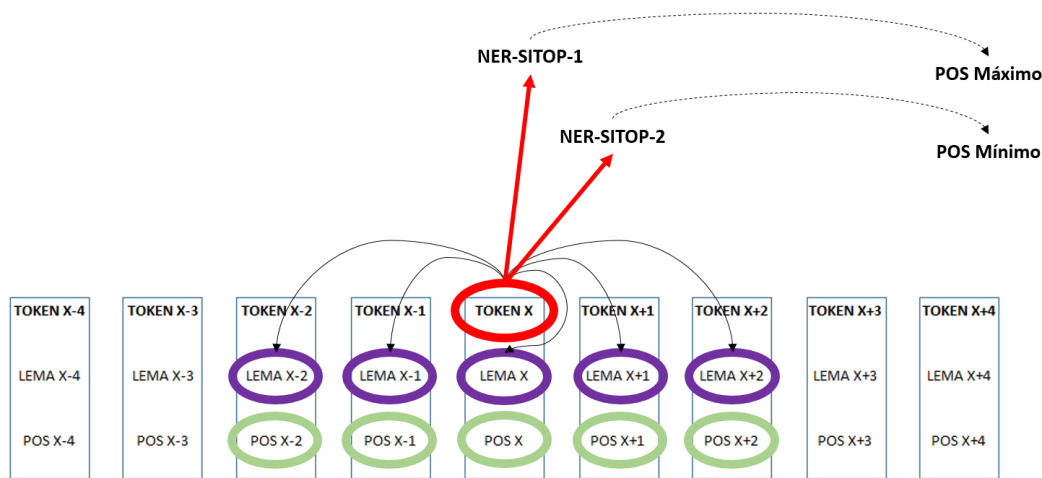 NER-SITOP-1
POS Máximo
NER-SITOP-2
POS Mínimo
TOKEN X-4 TOKEN X-3 TOKEN X-2 TOKEN X-1 TOKEN X TOKEN X+1 TOKEN X+2 TOKEN X+3 TOKEN X+4
LEMA X-4 LEMA X-3 LEMA X-2 LEMA X-1 LEMA X LEMA X+1 LEMA X+2 LEMA X+3 LEMA X+4
POS X-4 POS X-3 POS X-2 POS X-1 POS X POS X+1 POS X+2 POS X+3 POS X+4